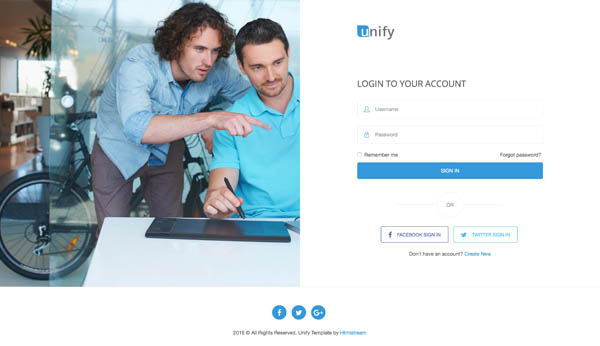 unify
LOGIN TO YOUR ACCOUNT
Username
Password
Remember me Forgot password?
SIGN IN
OR
FACEBOOK SIGN IN TWITTER SIGN IN
Don't have an account? Create New
2015 © All Rights Reserved. Unify Template by Htmlstream